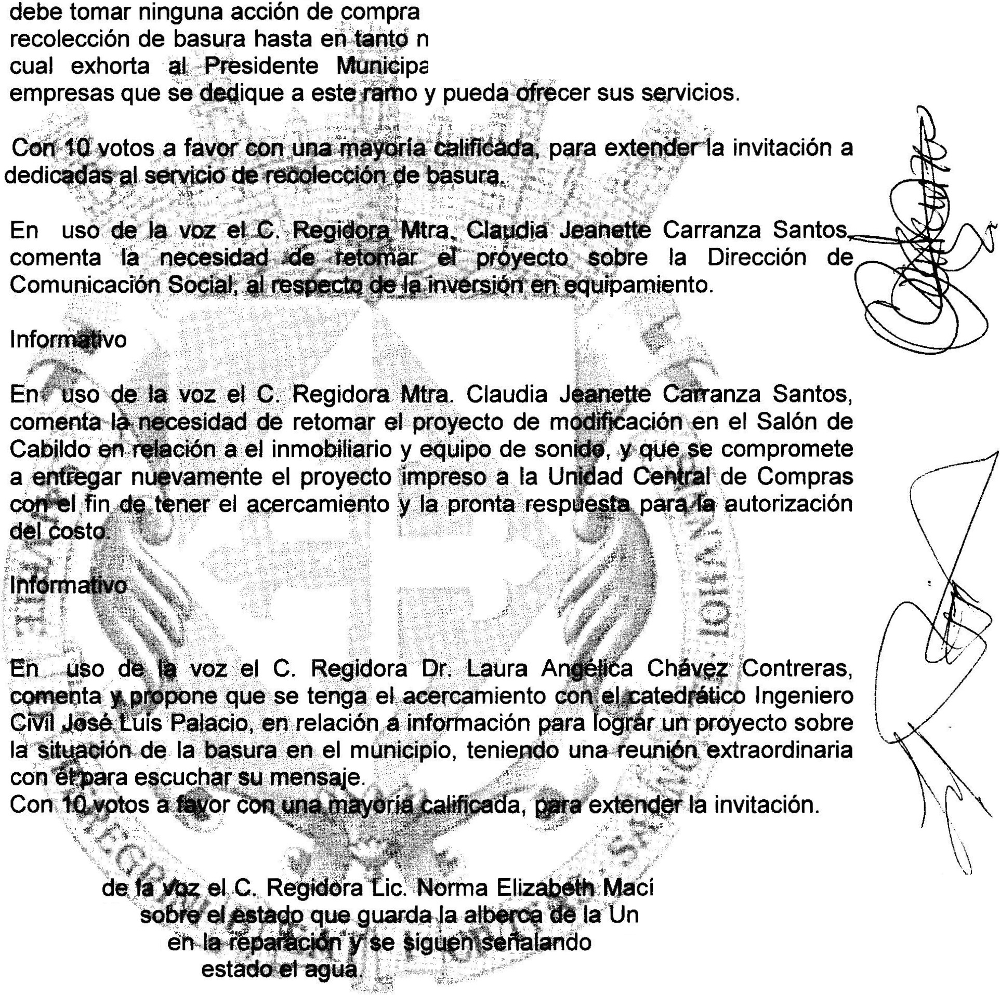 debe tomar ninguna acción de compra
recolección de basura hasta en tanto
cual exhorta al Presidente
empresas que se dedique a este ramo y pueda ofrecer sus servicios.
Con 10 votos a favor con una mayoría calificada, para extender la invitación a
dedicadas al servicio de recolección de basura.
En uso de la voz el C. Regidora Mtra. Claudia Jeanette Carranza Santos,
comenta la necesidad de retomar el proyecto sobre la Dirección de
Comunicación Social, al respecto de la inversión en equipamiento.
Informativo
En uso de la voz el C. Regidora Mtra. Claudia Jeanette Carranza Santos,
comenta la necesidad de retomar el proyecto de modificación en el Salón de
Cabildo en relación a el inmobiliario y equipo de sonido, y que se compromete
a entregar nuevamente el proyecto impreso a la Unidad Central de Compras
con el fin de tener el acercamiento y la pronta respuesta para la autorización
del costo.
Informativo
En uso de la voz el C. Regidora Dr. Laura Angélica Chávez Contreras,
comenta y propone que se tenga el acercamiento con el catedrático Ingeniero
Civil José Luis Palacio, en relación a información para lograr un proyecto sobre
la situación de la basura en el municipio, teniendo una reunión extraordinaria
con él para escuchar su mensaje.
Con 10 votos a favor con una mayoría calificada, para extender la invitación.
de la voz el C. Regidora Lic. Norma Elizabeth
sobre el estado que guarda la alberca de la
en la reparación y se siguen señalando
estado el agua.